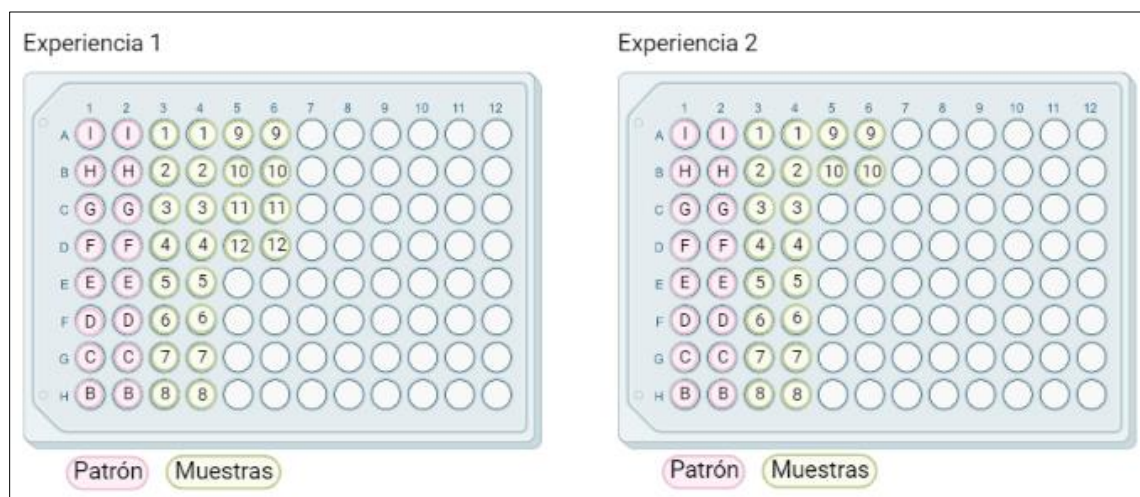 Experiencia 1
1 2 3 4 5 6 7 8 9 10 11 12
A I I 1 1 9 9
B H H 2 2 10 10
C G G 3 3 11 11
D F F 4 4 12 12
E E E 5 5
F D D 6 6
G C C 7 7
H B B 8 8
Patrón Muestras
Experiencia 2
1 2 3 4 5 6 7 8 9 10 11 12
A I I 1 1 9 9
B H H 2 2 10 10
C G G 3 3
D F F 4 4
E E E 5 5
F D D 6 6
G C C 7 7
H B B 8 8
Patrón Muestras